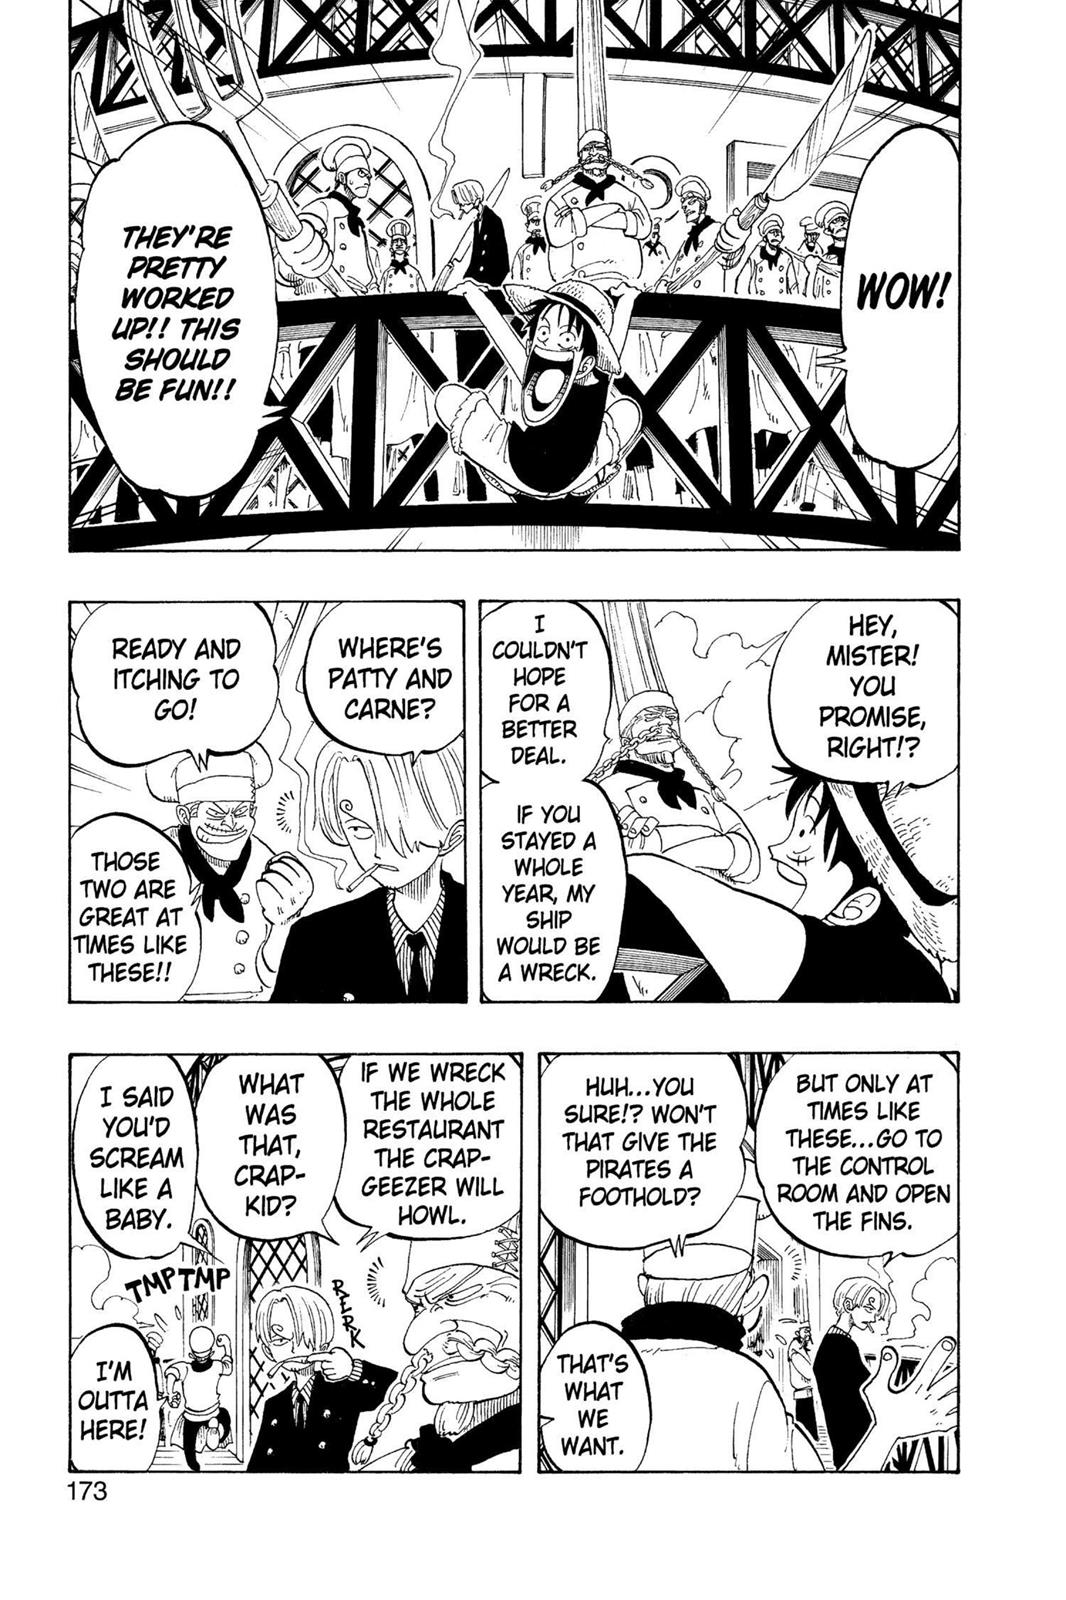 WOW!
THEY'RE
PRETTY
WORKED
UP!! THIS
SHOULD
BE FUN!!
HEY,
MISTER!
YOU
PROMISE,
RIGHT!?
I
COULDN'T
HOPE
FOR A
BETTER
DEAL.
IF YOU
STAYED A
WHOLE
YEAR, MY
SHIP
WOULD BE
A WRECK.
WHERE'S
PATTY AND
CARNE?
READY AND
ITCHING TO
GO!
THOSE
TWO ARE
GREAT AT
TIMES LIKE
THESE!!
BUT ONLY AT
TIMES LIKE
THESE...GO TO
THE CONTROL
ROOM AND OPEN
THE FINS.
HUH...YOU
SURE!? WON'T
THAT GIVE THE
PIRATES A
FOOTHOLD?
THAT'S
WHAT
WE
WANT.
IF WE WRECK
THE WHOLE
RESTAURANT
THE CRAP-
GEEZER WILL
HOWL.
WHAT
WAS
THAT,
CRAP-
KID?
RERK
I SAID
YOU'D
SCREAM
LIKE A
BABY.
TMP TMP
I'M
OUTTA
HERE!
173